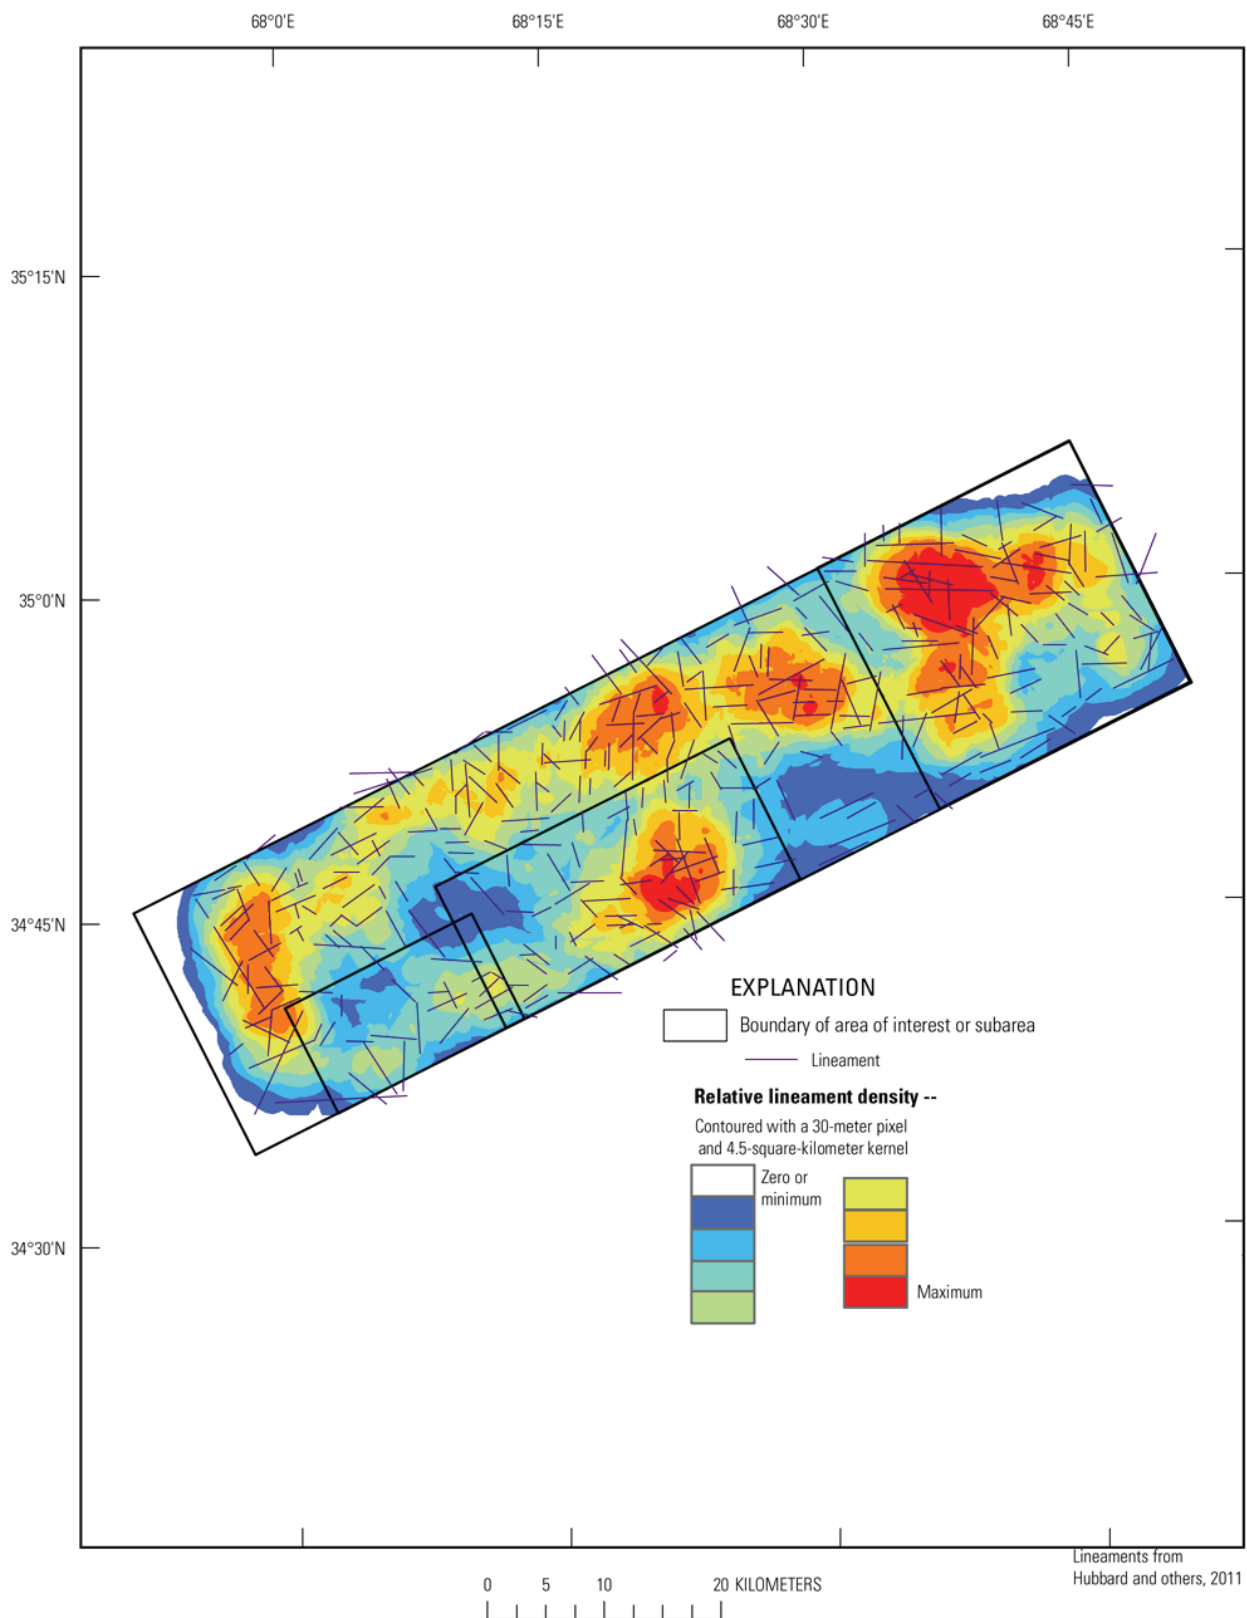 68°0'E 68°15'E 68°30'E 68°45'E
35°15'N
35°0'N
34°45'N
34°30'N
EXPLANATION
Boundary of area of interest or subarea
Lineament
Relative lineament density --
Contoured with a 30-meter pixel
and 4.5-square-kilometer kernel
Zero or
minimum
Maximum
Lineaments from
Hubbard and others, 2011
0 5 10 20 KILOMETERS